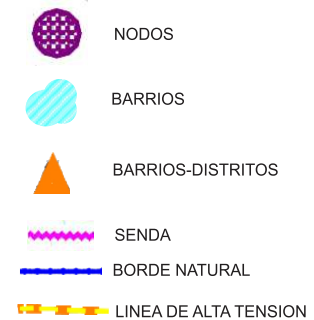 NODOS
BARRIOS
BARRIOS-DISTRITOS
SENDA
BORDE NATURAL
LINEA DE ALTA TENSION